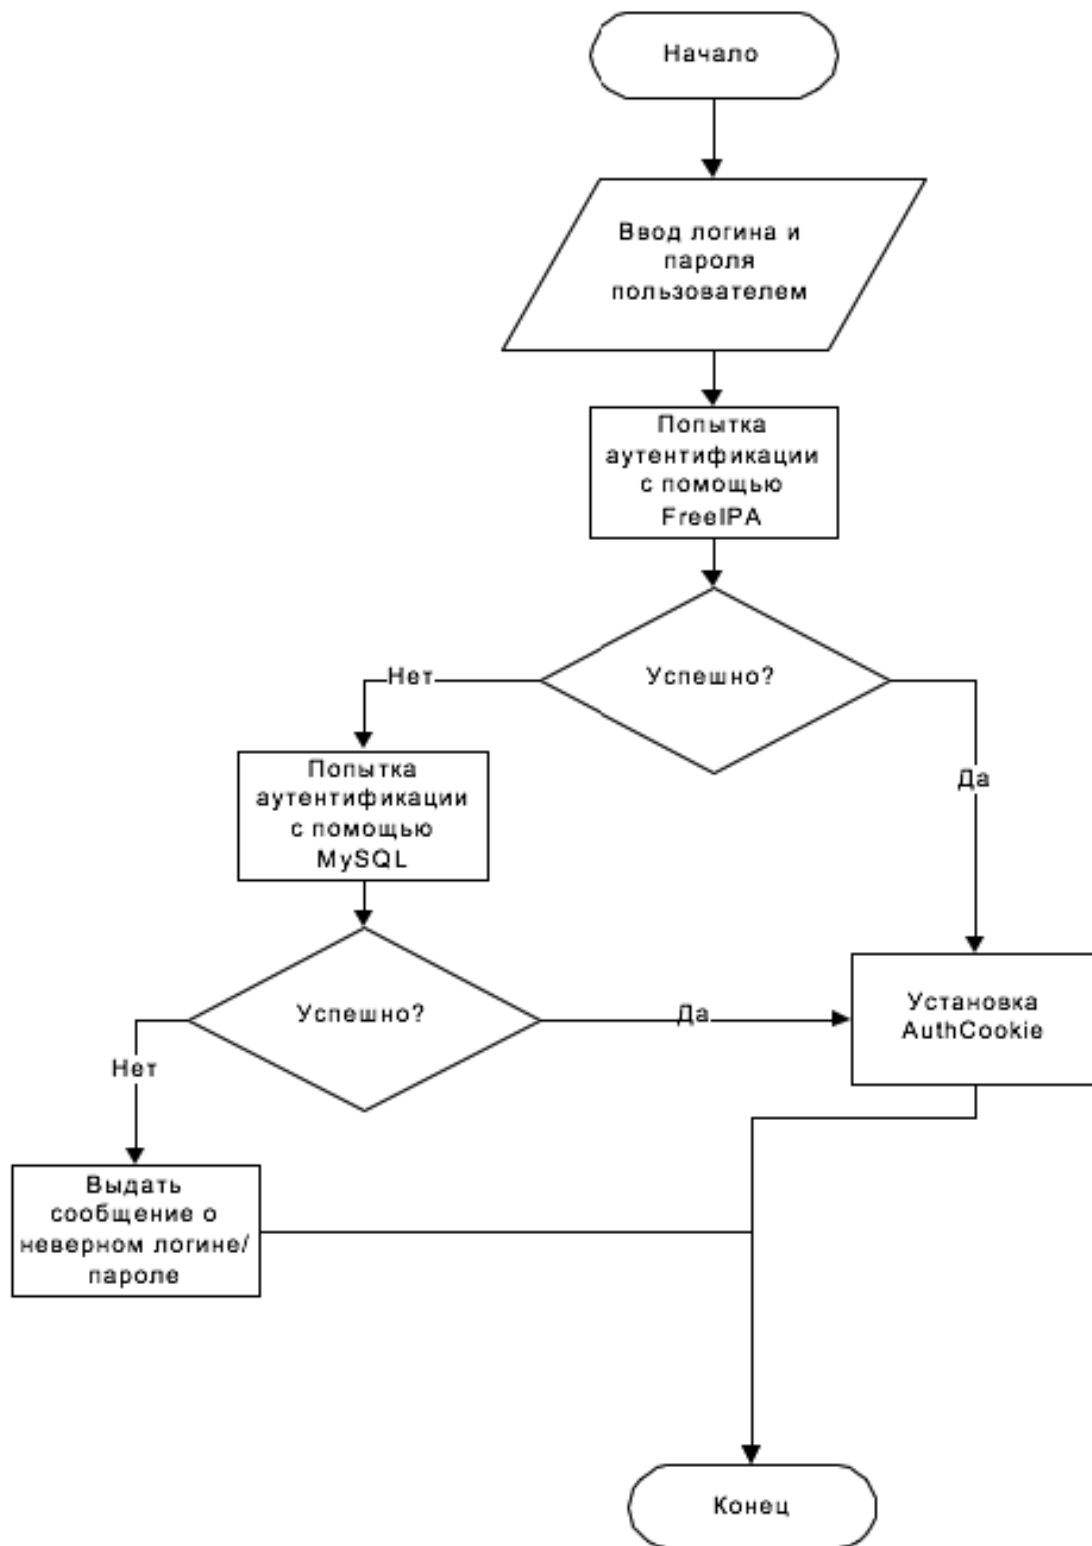 Начало
Ввод логина и
пароля
пользователем
Попытка
аутентификации
с помощью
FreeIPA
Успешно?
Нет
Да
Попытка
аутентификации
с помощью
MySQL
Успешно?
Да
Нет
Установка
AuthCookie
Выдать
сообщение о
неверном логине/
пароле
Конец